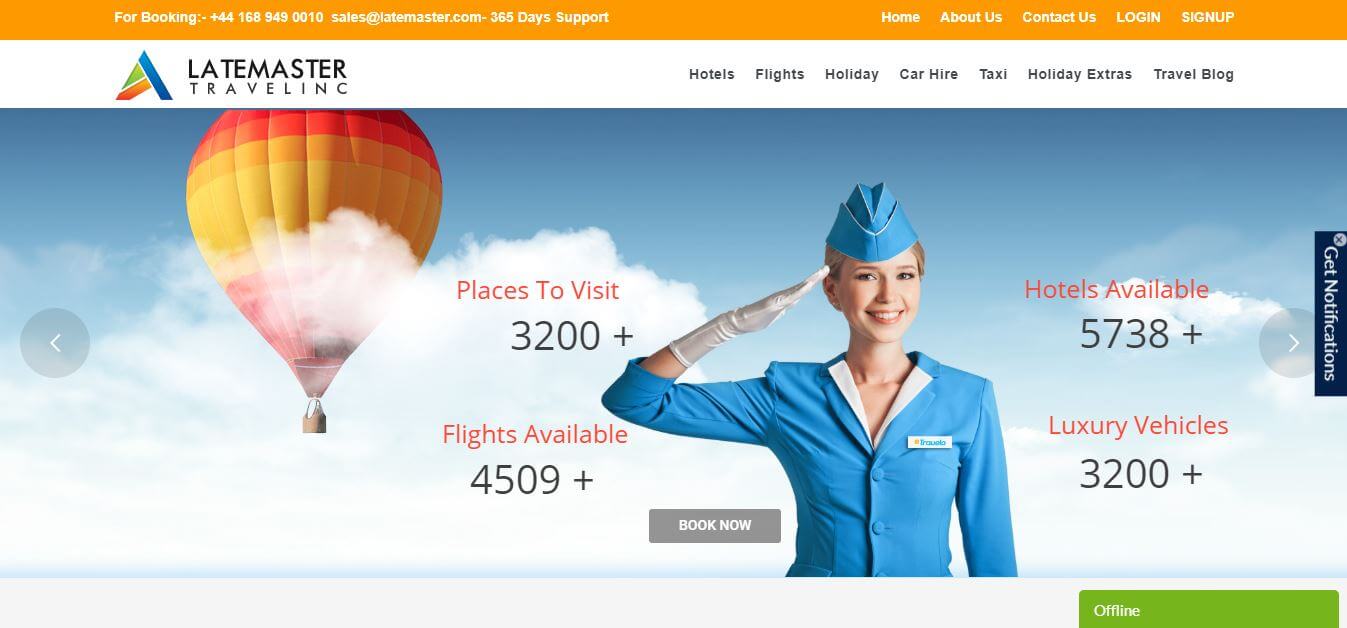 For Booking:- +44 168 949 0010 sales@latemaster.com- 365 Days Support
Home About Us Contact Us LOGIN SIGNUP
LATEMASTER
TRAVELINC
Hotels Flights Holiday Car Hire Taxi Holiday Extras Travel Blog
Places To Visit
3200 +
Hotels Available
5738 +
Flights Available
4509 +
Luxury Vehicles
3200 +
Travelo
BOOK NOW
Get Notifications
Offline